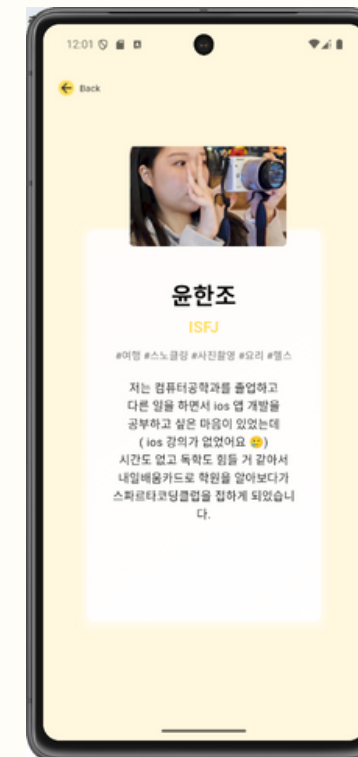 12:01
Back
윤한조
ISFJ
#여행 #스노클링 #사진촬영 #요리 #헬스
저는 컴퓨터공학과를 졸업하고
다른 일을 하면서 ios 앱 개발을
공부하고 싶은 마음이 있었는데
( ios 강의가 없었어요 🥲)
시간도 없고 독학도 힘들 거 같아서
내일배움카드로 학원을 알아보다가
스파르타코딩클럽을 접하게 되었습니
다.